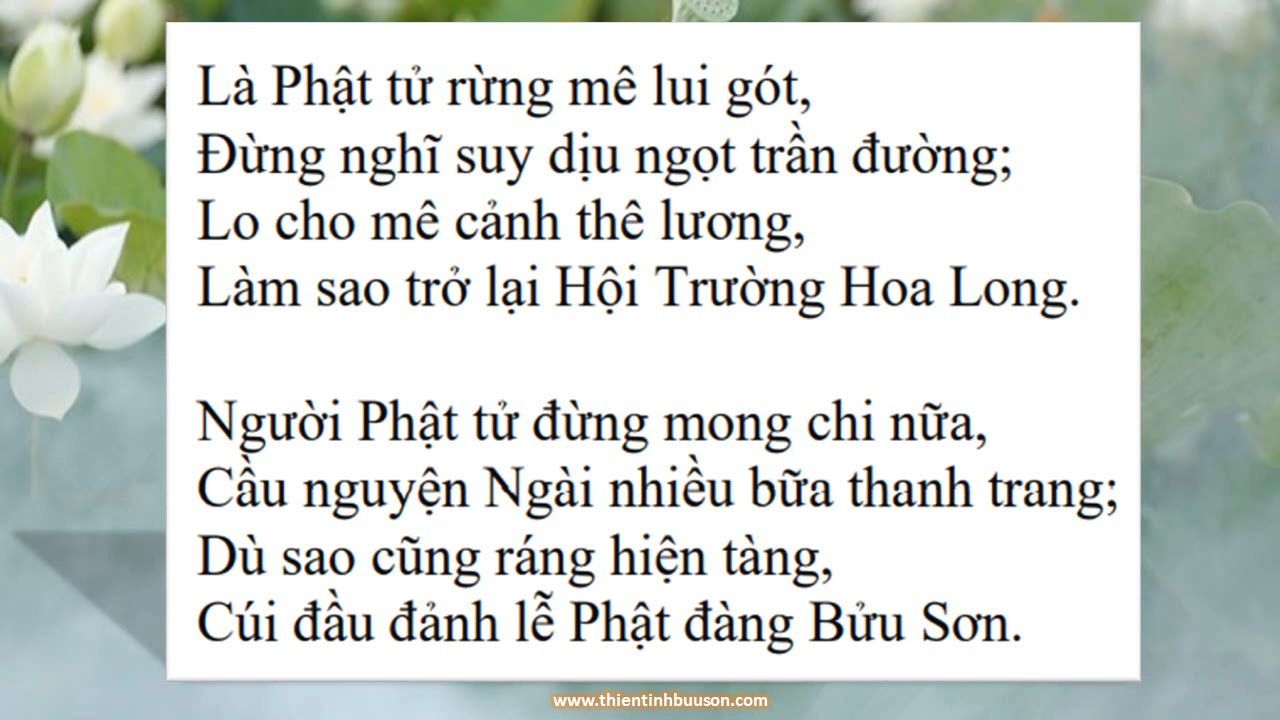 Là Phật tử rừng mê lui gót,
Đừng nghĩ suy dịu ngọt trần đường;
Lo cho mê cảnh thê lương,
Làm sao trở lại Hội Trường Hoa Long.
Người Phật tử đừng mong chi nữa,
Cầu nguyện Ngài nhiều bữa thanh trang;
Dù sao cũng ráng hiện tàng,
Cúi đầu đảnh lễ Phật đàng Bửu Sơn.
www.thientinhbuuson.com